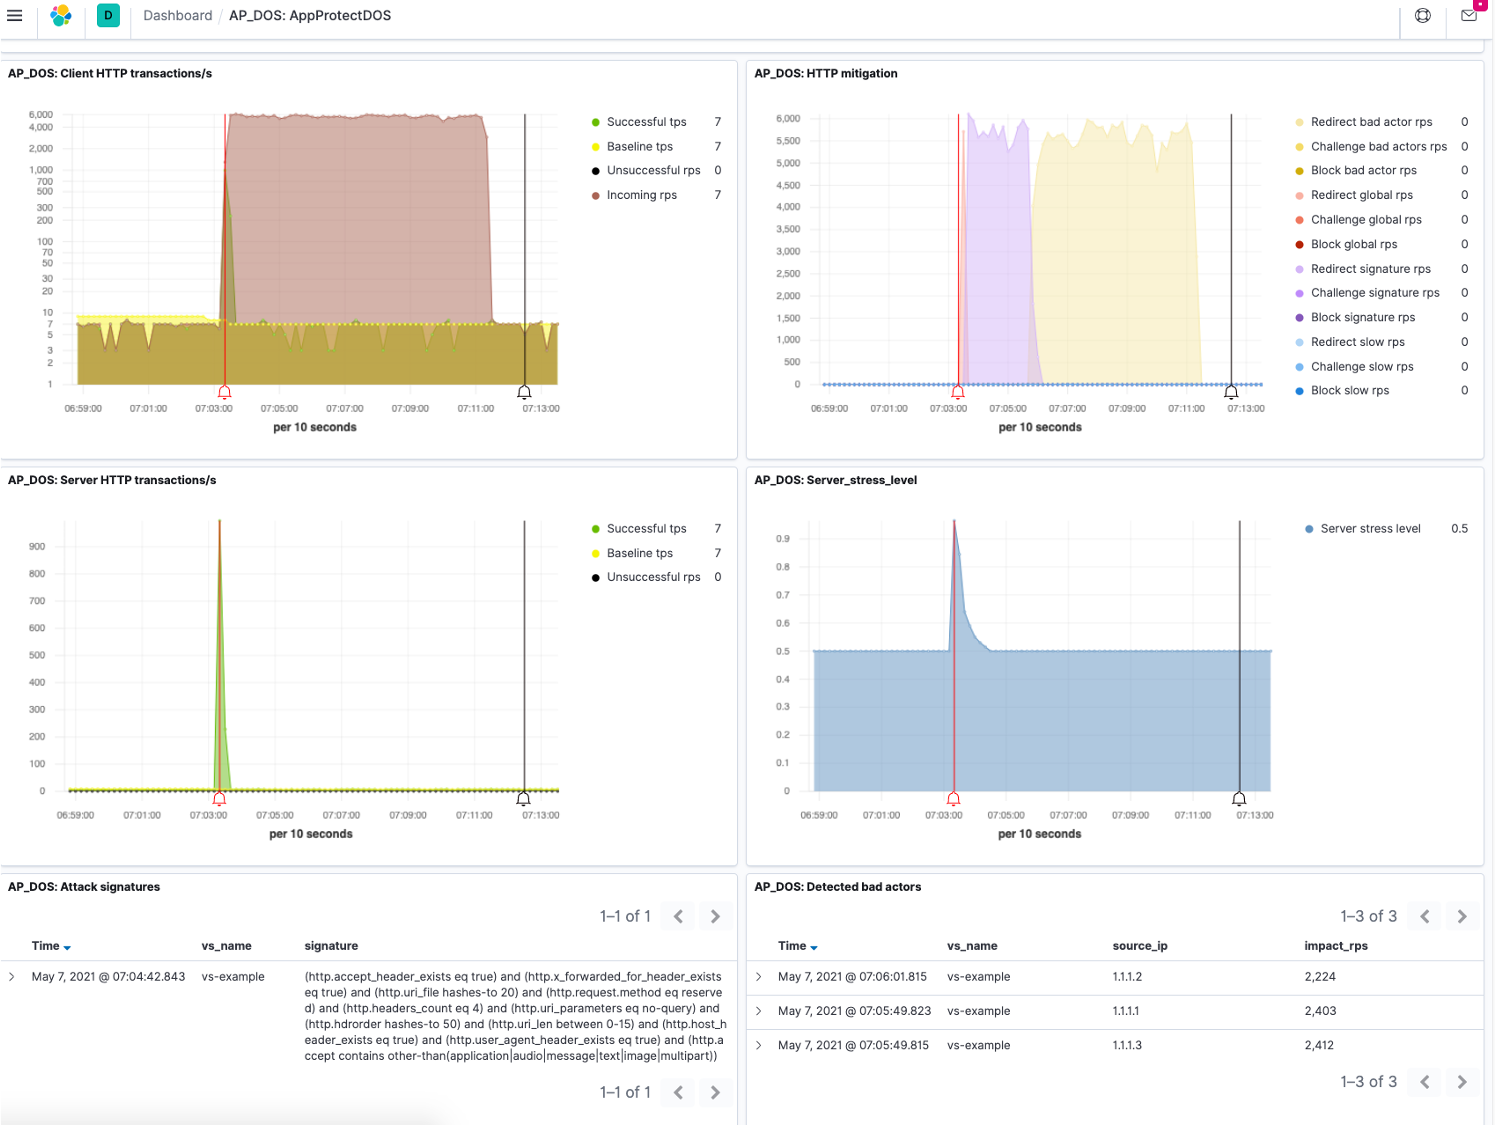 D
Dashboard / AP_DOS: AppProtectDOS
AP_DOS: Client HTTP transactions/s
6,000
4,000
2,000
1,000
700
500
300
200
100
70
50
30
20
10
7
5
3
2
1
06:59:00 07:01:00 07:03:00 07:05:00 07:07:00 07:09:00 07:11:00 07:13:00
per 10 seconds
Successful tps 7
Baseline tps 7
Unsuccessful rps 0
Incoming rps 7
AP_DOS: HTTP mitigation
6,000
5,500
5,000
4,500
4,000
3,500
3,000
2,500
2,000
1,500
1,000
500
0
06:59:00 07:01:00 07:03:00 07:05:00 07:07:00 07:09:00 07:11:00 07:13:00
per 10 seconds
Redirect bad actor rps 0
Challenge bad actors rps 0
Block bad actor rps 0
Redirect global rps 0
Challenge global rps 0
Block global rps 0
Redirect signature rps 0
Challenge signature rps 0
Block signature rps 0
Redirect slow rps 0
Challenge slow rps 0
Block slow rps 0
AP_DOS: Server HTTP transactions/s
900
800
700
600
500
400
300
200
100
0
06:59:00 07:01:00 07:03:00 07:05:00 07:07:00 07:09:00 07:11:00 07:13:00
per 10 seconds
Successful tps 7
Baseline tps 7
Unsuccessful rps 0
AP_DOS: Server_stress_level
0.9
0.8
0.7
0.6
0.5
0.4
0.3
0.2
0.1
0
06:59:00 07:01:00 07:03:00 07:05:00 07:07:00 07:09:00 07:11:00 07:13:00
per 10 seconds
Server stress level 0.5
AP_DOS: Attack signatures
1–1 of 1
Time vs_name signature
May 7, 2021 @ 07:04:42.843 vs-example (http.accept_header_exists eq true) and (http.x_forwarded_for_header_exists
eq true) and (http.uri_file hashes-to 20) and (http.request.method eq reserve
d) and (http.headers_count eq 4) and (http.uri_parameters eq no-query) and
(http.hdrorder hashes-to 50) and (http.uri_len between 0-15) and (http.host_h
eader_exists eq true) and (http.user_agent_header_exists eq true) and (http.a
ccept contains other-than(application|audio|message|text|image|multipart))
1–1 of 1
AP_DOS: Detected bad actors
1–3 of 3
Time vs_name source_ip impact_rps
May 7, 2021 @ 07:06:01.815 vs-example 1.1.1.2 2,224
May 7, 2021 @ 07:05:49.823 vs-example 1.1.1.1 2,403
May 7, 2021 @ 07:05:49.815 vs-example 1.1.1.3 2,412
1–3 of 3